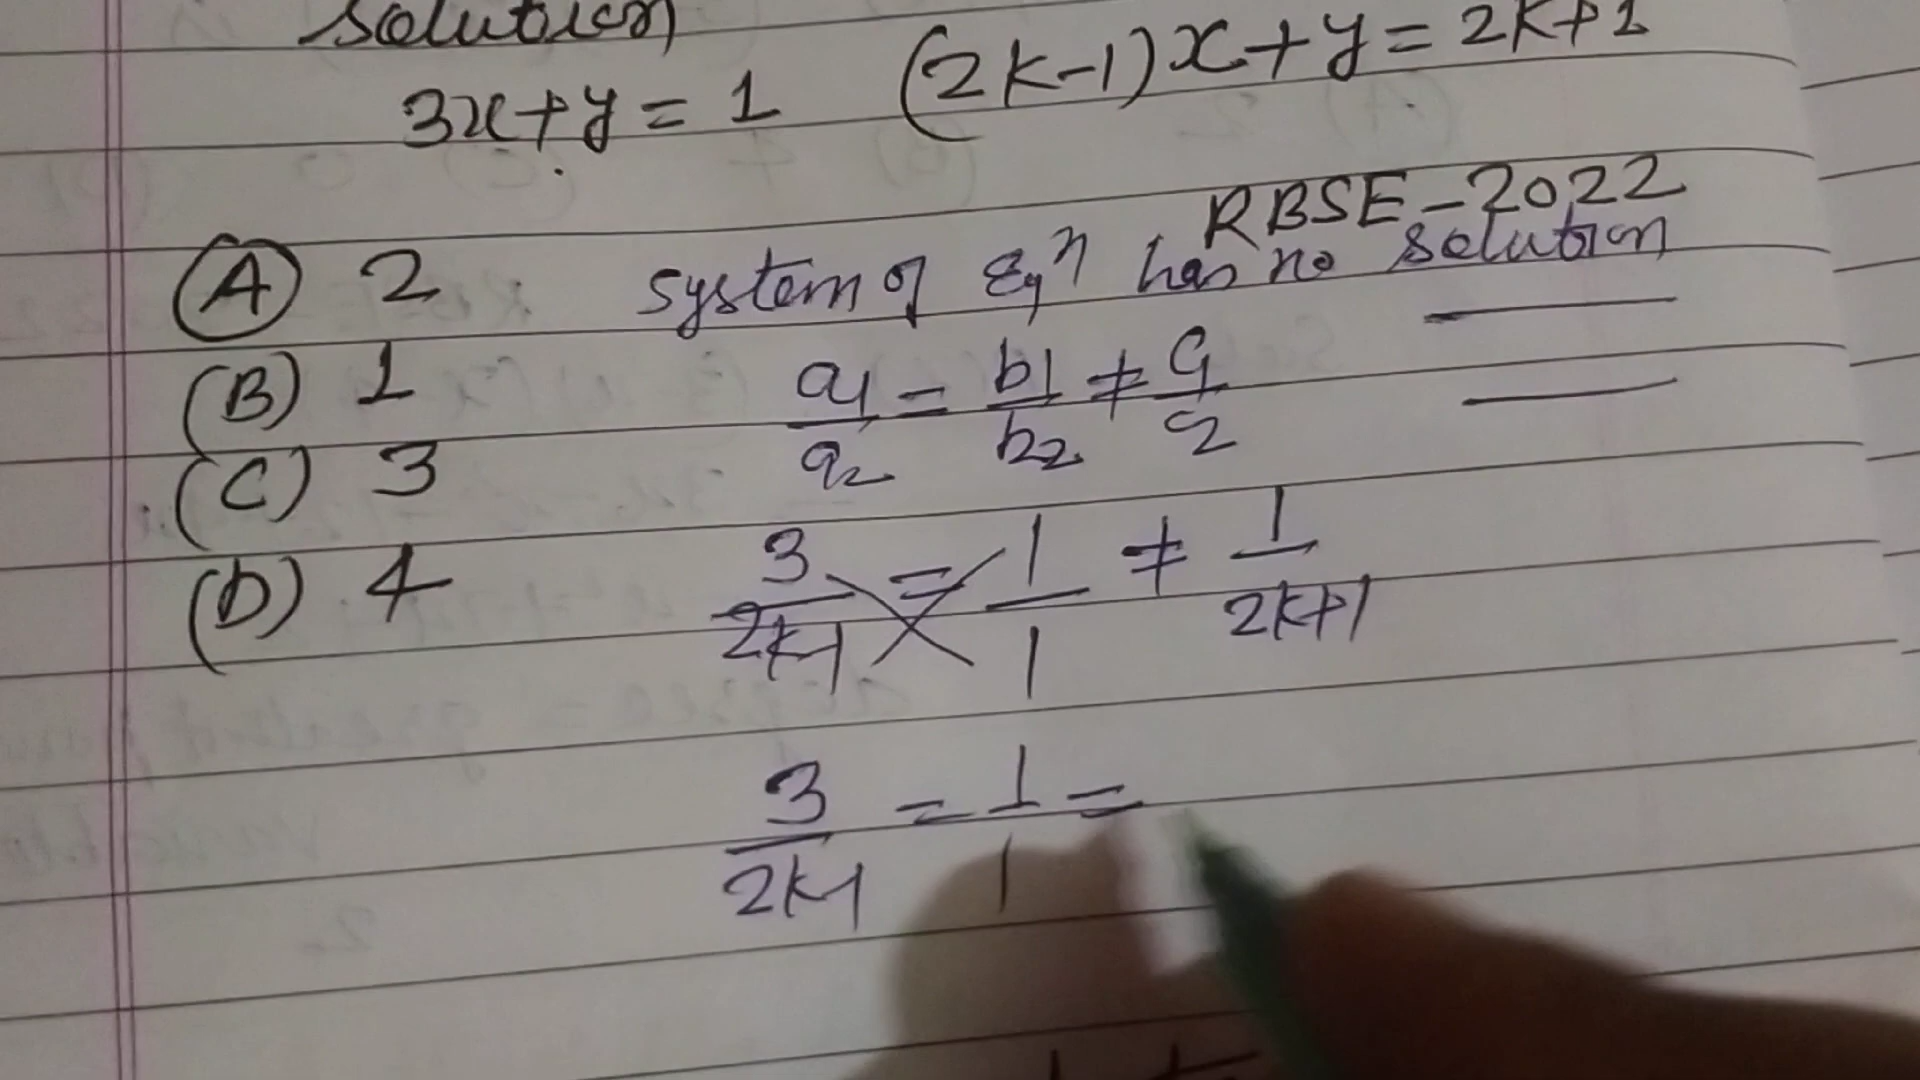 Solution
3x+y=1 (2k-1)x+y=2k+1
RBSE-2022
(A) 2 system of Eqn has no solution
(B) 1 a1/a2 = b1/b2 ≠ c1/c2
(C) 3
(D) 4 3/2k-1 = 1/1 ≠ 1/2k+1
3/2k-1 = 1/1 =